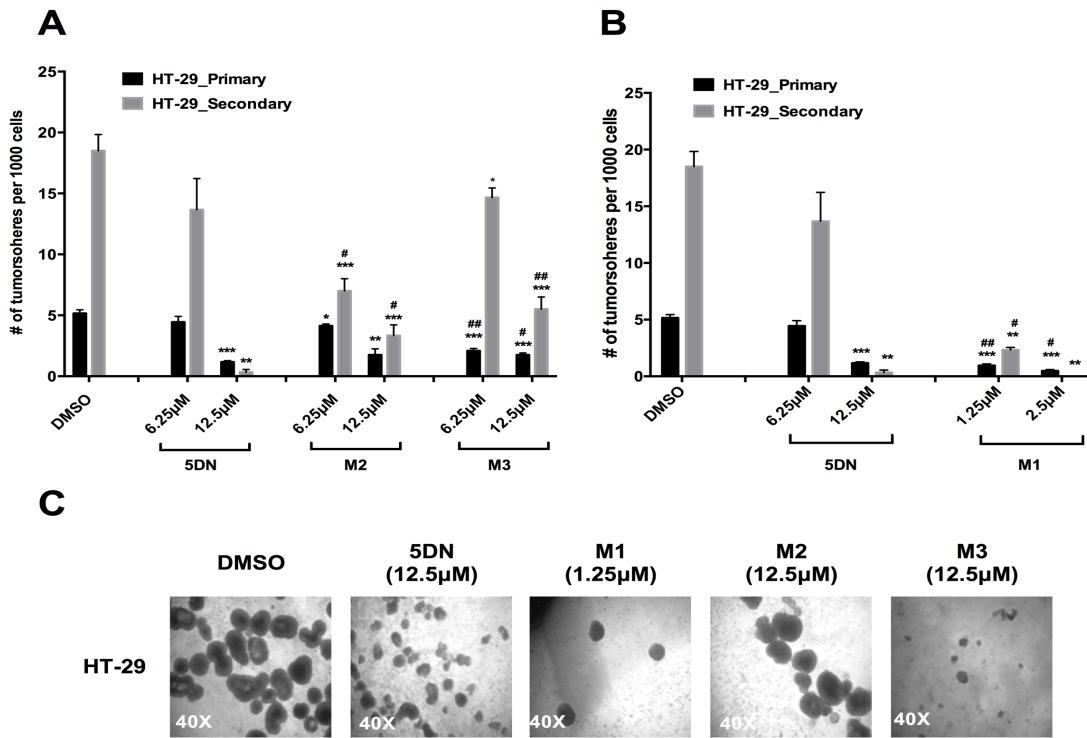 A
B
# of tumorsoheres per 1000 cells
25
20
15
10
5
0
HT-29_Primary
HT-29_Secondary
***
**
*
#
***
**
#
***
##
***
*
#
***
##
***
DMSO
6.25µM
12.5µM
6.25µM
12.5µM
6.25µM
12.5µM
5DN
M2
M3
# of tumorsoheres per 1000 cells
25
20
15
10
5
0
HT-29_Primary
HT-29_Secondary
***
**
##
***
#
**
#
***
**
DMSO
6.25µM
12.5µM
1.25µM
2.5µM
5DN
M1
C
DMSO
5DN
(12.5µM)
M1
(1.25µM)
M2
(12.5µM)
M3
(12.5µM)
HT-29
40X
40X
40X
40X
40X